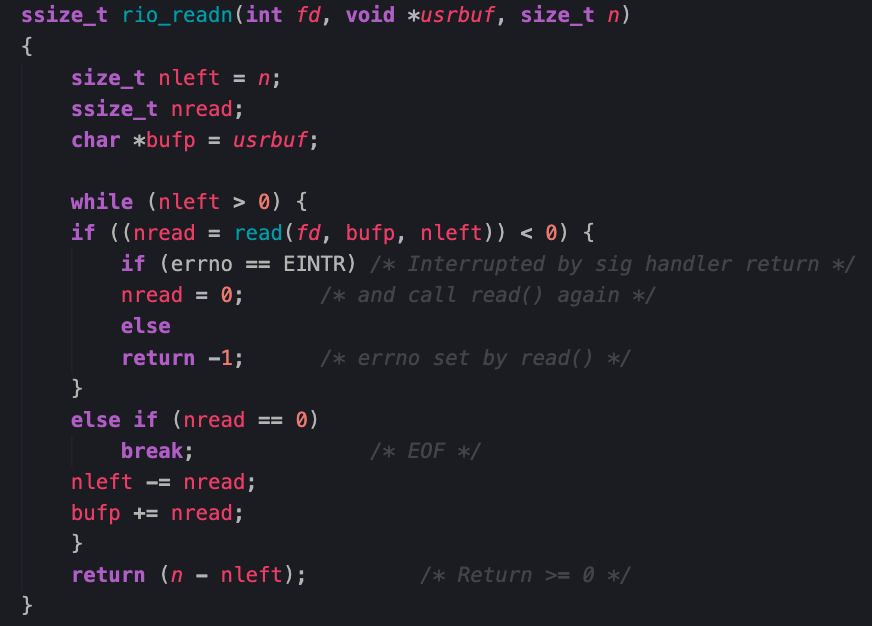 ssize_t rio_readn(int fd, void *usrbuf, size_t n)
{
    size_t nleft = n;
    ssize_t nread;
    char *bufp = usrbuf;

    while (nleft > 0) {
    if ((nread = read(fd, bufp, nleft)) < 0) {
        if (errno == EINTR) /* Interrupted by sig handler return */
        nread = 0;      /* and call read() again */
        else
        return -1;      /* errno set by read() */
    }
    else if (nread == 0)
        break;              /* EOF */
    nleft -= nread;
    bufp += nread;
    }
    return (n - nleft);         /* Return >= 0 */
}